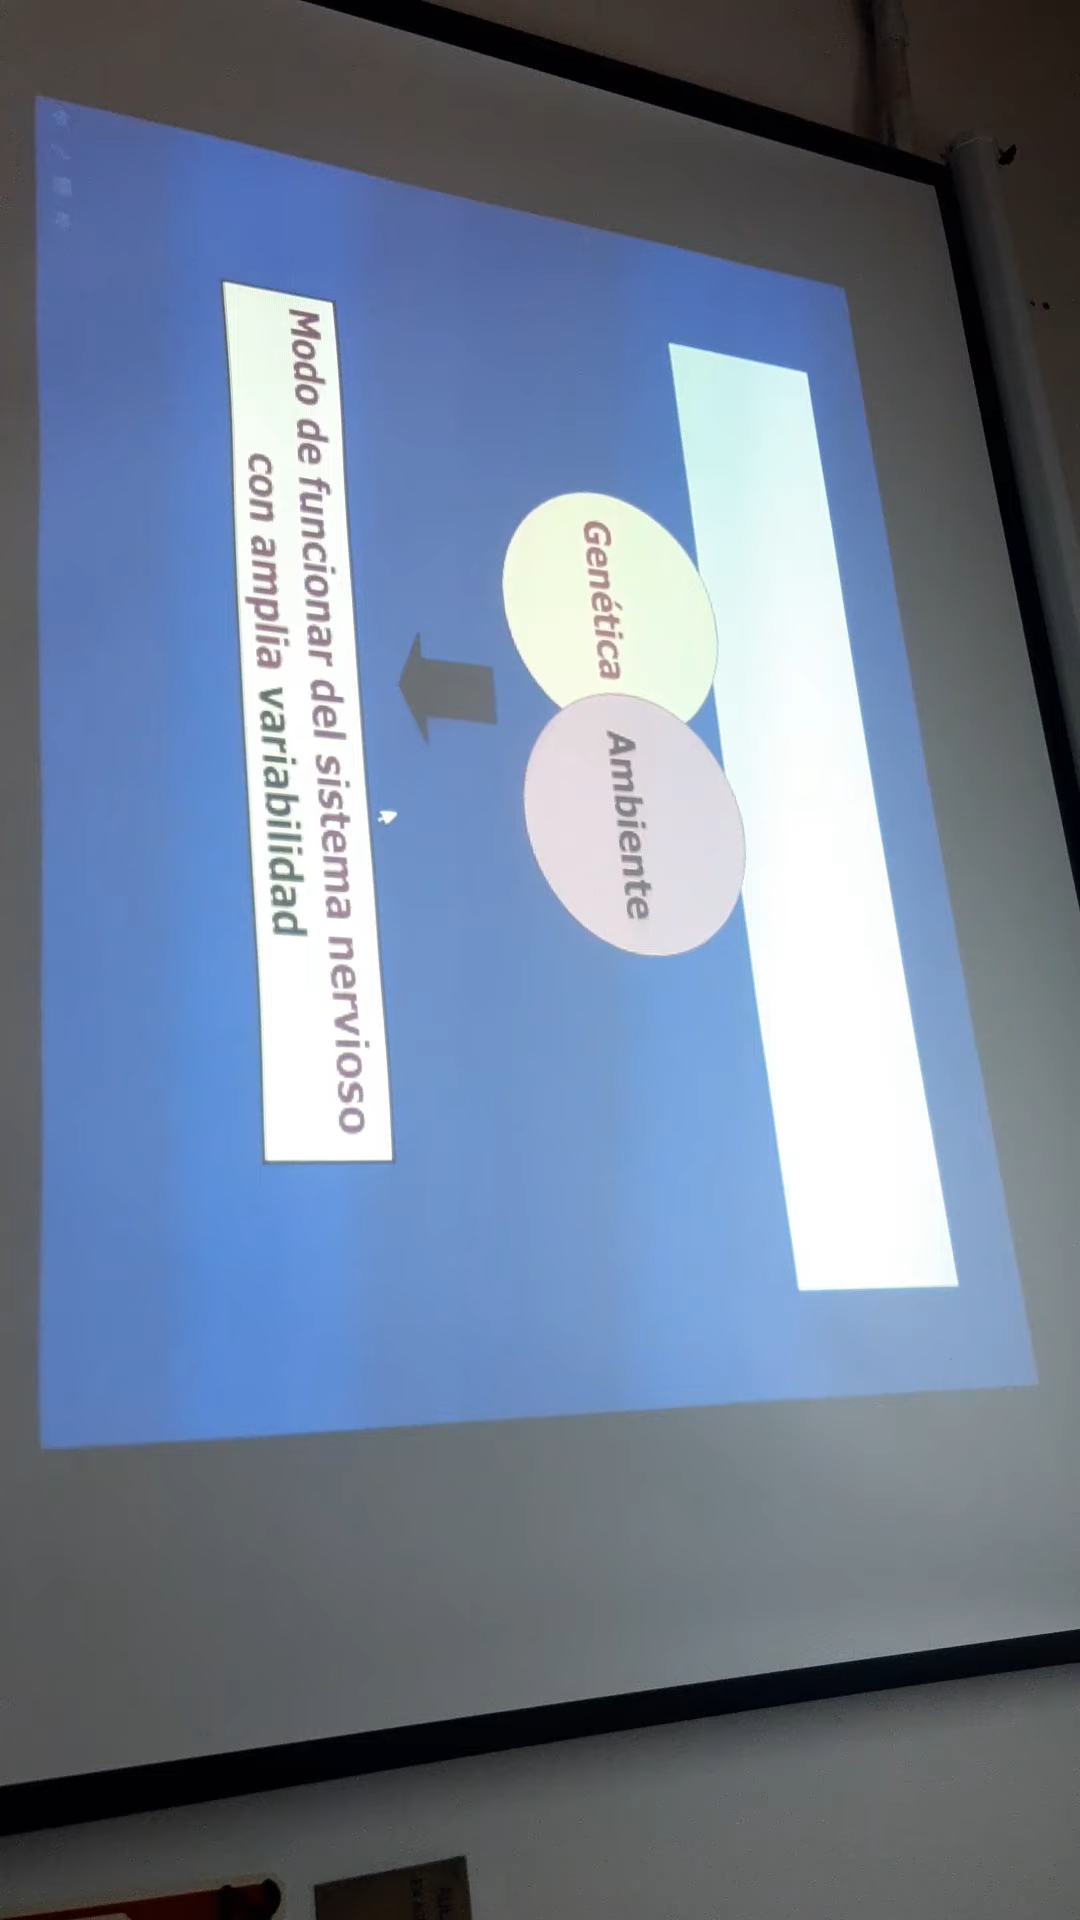 Genética
Ambiente
Modo de funcionar del sistema nervioso
con amplia variabilidad